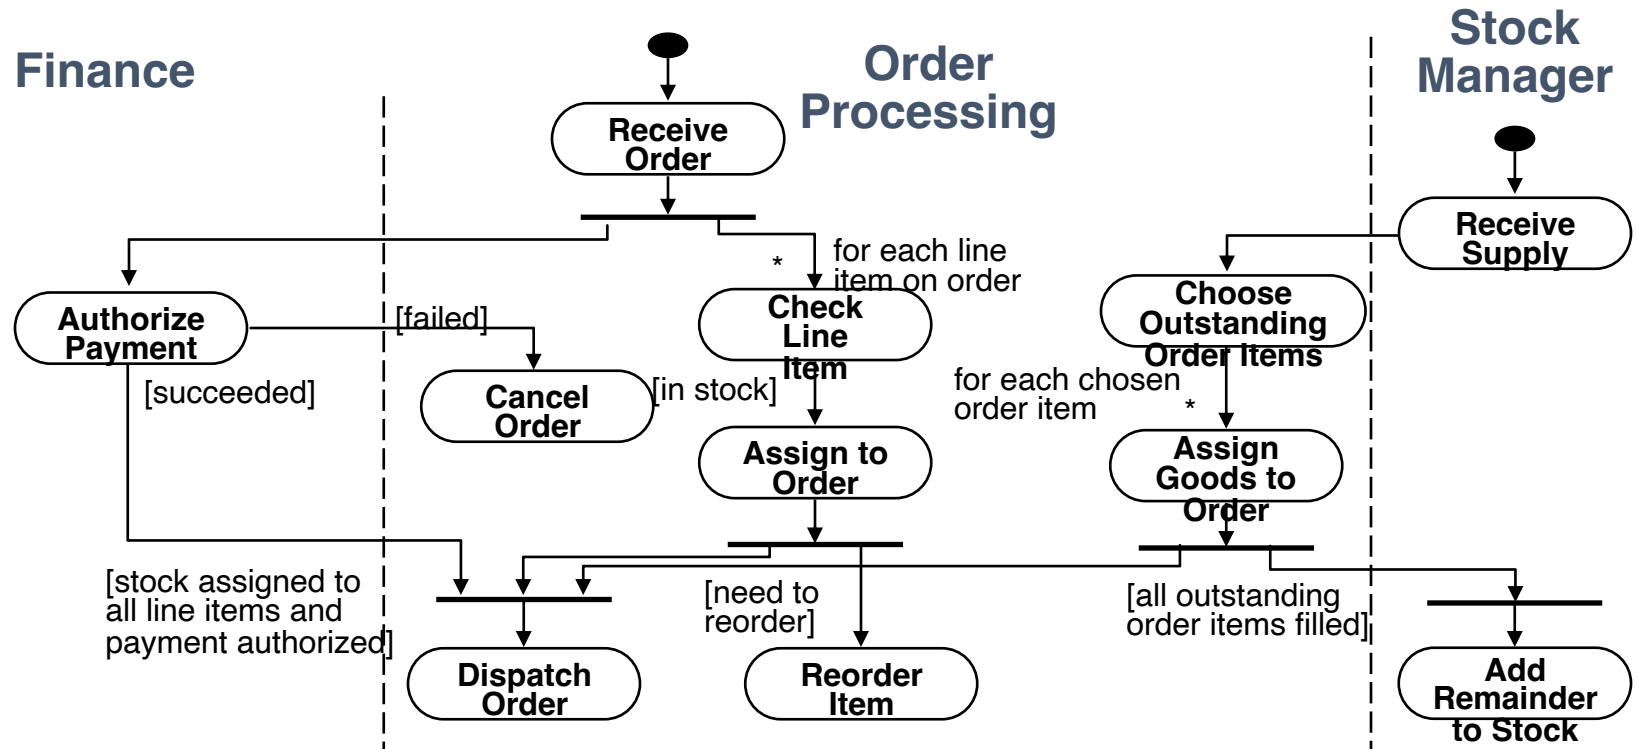 Finance
Order
Processing
Stock
Manager
Receive
Order
Receive
Supply
*
for each line
item on order
Authorize
Payment
[failed]
Check
Line
Item
Choose
Outstanding
Order Items
[succeeded]
Cancel
Order
[in stock]
for each chosen
order item
*
Assign to
Order
Assign
Goods to
Order
[stock assigned to
all line items and
payment authorized]
[need to
reorder]
[all outstanding
order items filled]
Dispatch
Order
Reorder
Item
Add
Remainder
to Stock